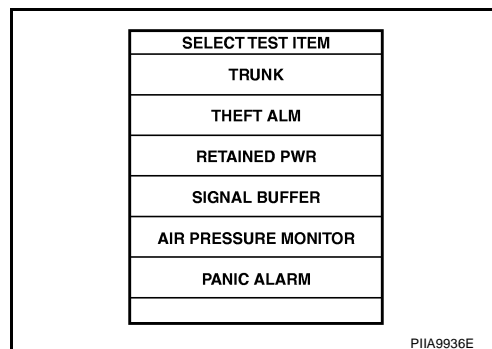 SELECT TEST ITEM
TRUNK
THEFT ALM
RETAINED PWR
SIGNAL BUFFER
AIR PRESSURE MONITOR
PANIC ALARM
PIIA9936E